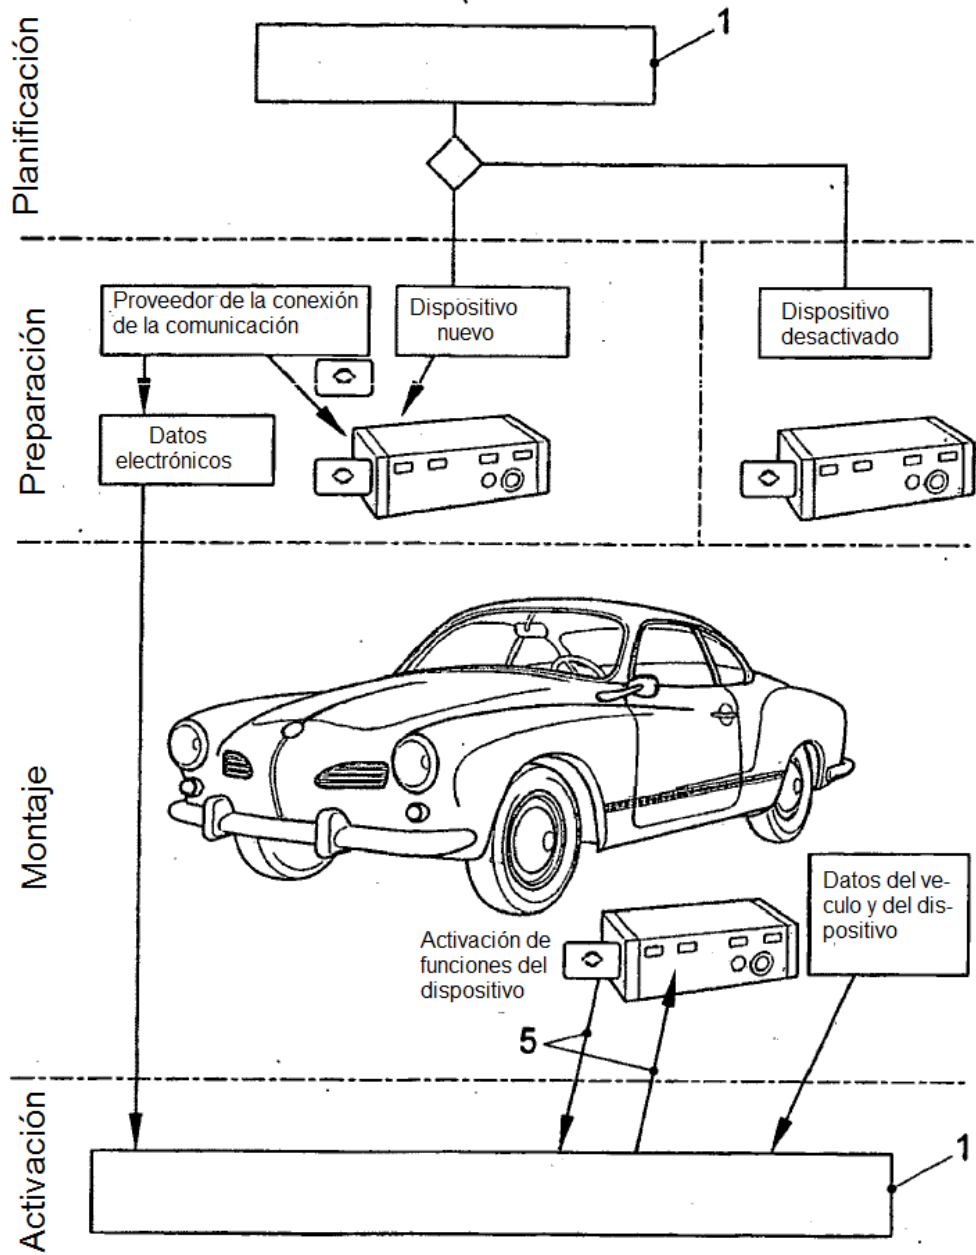 Planificación
1
Preparación
Proveedor de la conexión
de la comunicación
Dispositivo
nuevo
Dispositivo
desactivado
Datos
electrónicos
Montaje
Datos del ve-
culo y del dis-
positivo
Activación de
funciones del
dispositivo
5
Activación
1